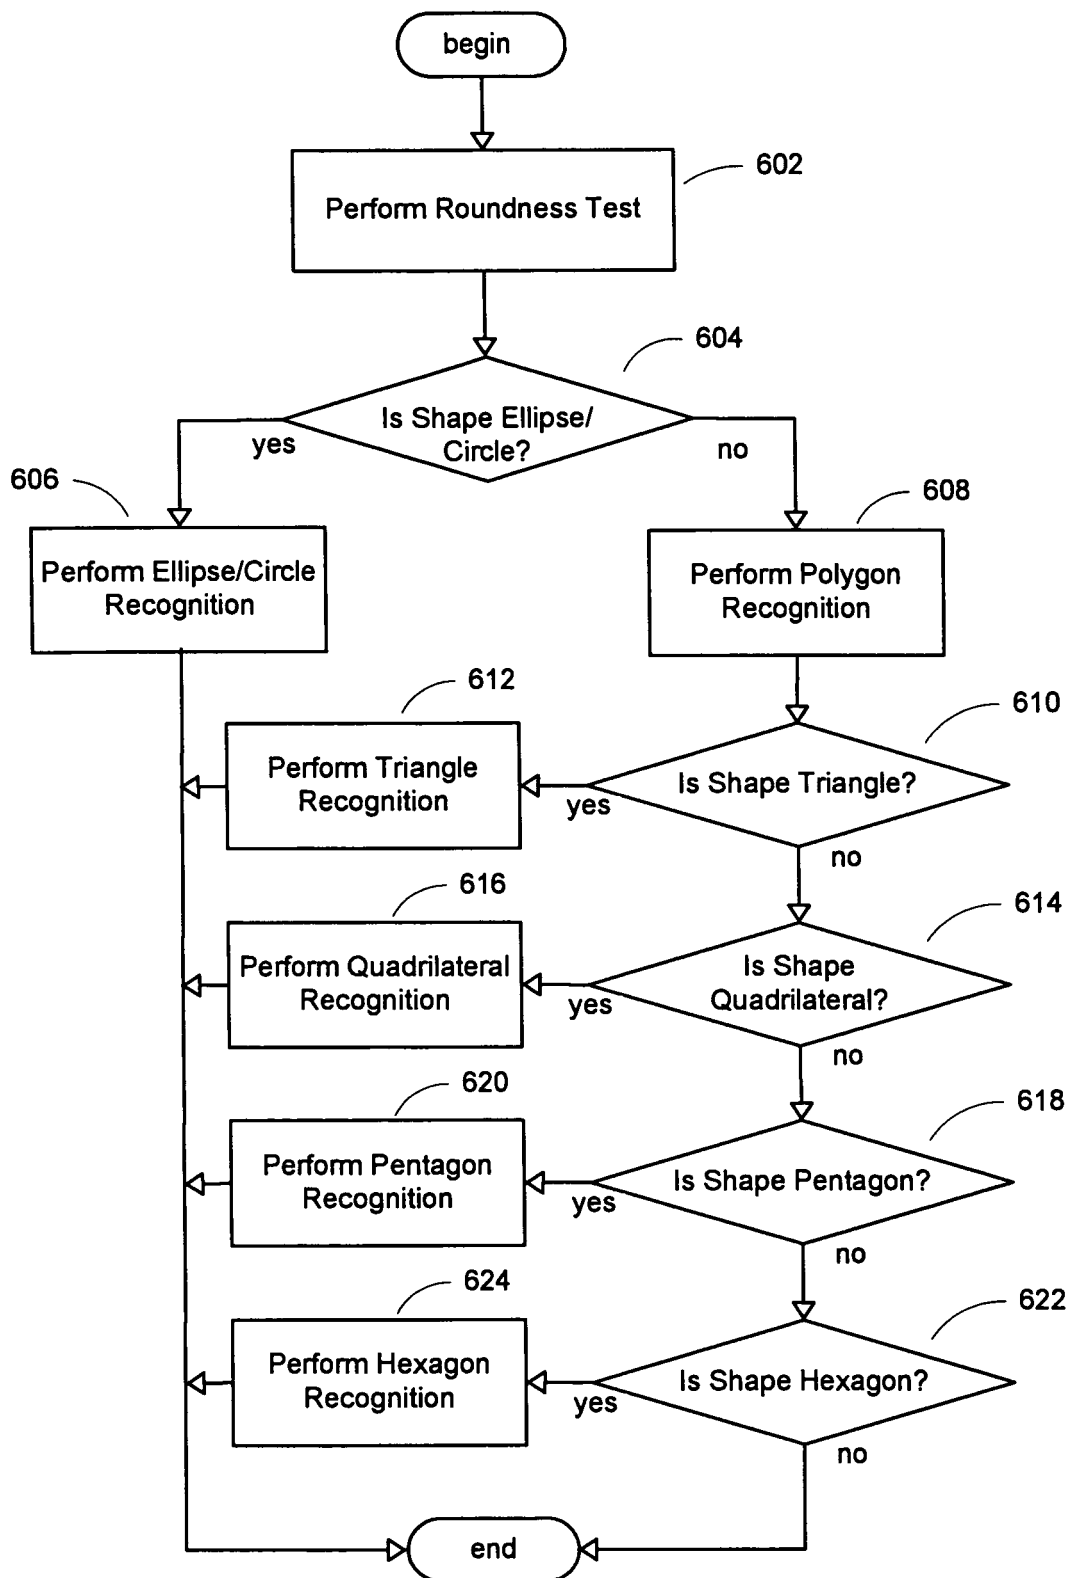 begin
602
Perform Roundness Test
604
Is Shape Ellipse/
Circle?
yes
no
606
608
Perform Ellipse/Circle
Recognition
Perform Polygon
Recognition
612
610
Perform Triangle
Recognition
yes
Is Shape Triangle?
no
616
614
Perform Quadrilateral
Recognition
yes
Is Shape
Quadrilateral?
no
620
618
Perform Pentagon
Recognition
yes
Is Shape Pentagon?
no
624
622
Perform Hexagon
Recognition
yes
Is Shape Hexagon?
no
end